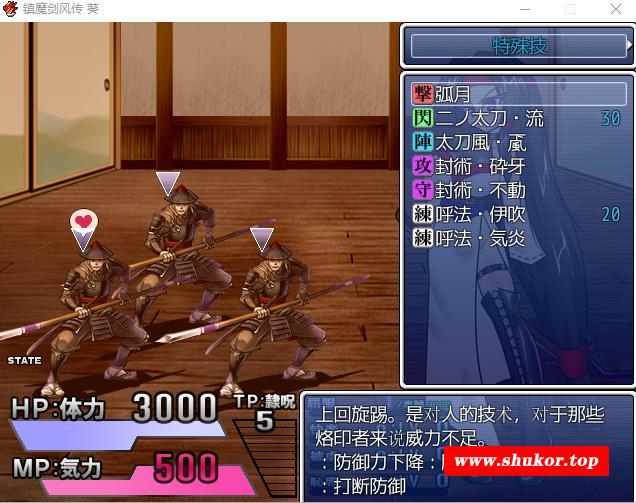 镇魔剑风传 葵
特殊技
撃 弧月
閃 二ノ太刀・流 30
陣 太刀風・颪
攻 封術・砕牙
守 封術・不動
練 呼法・伊吹 20
練 呼法・気炎
STATE
HP:体力 3000
TP:隷呪
5
MP:気力 500
上回旋踢。是对人的技术，对于那些
烙印者来说威力不足。
:防御力下降:
www.shukor.top
:打断防御